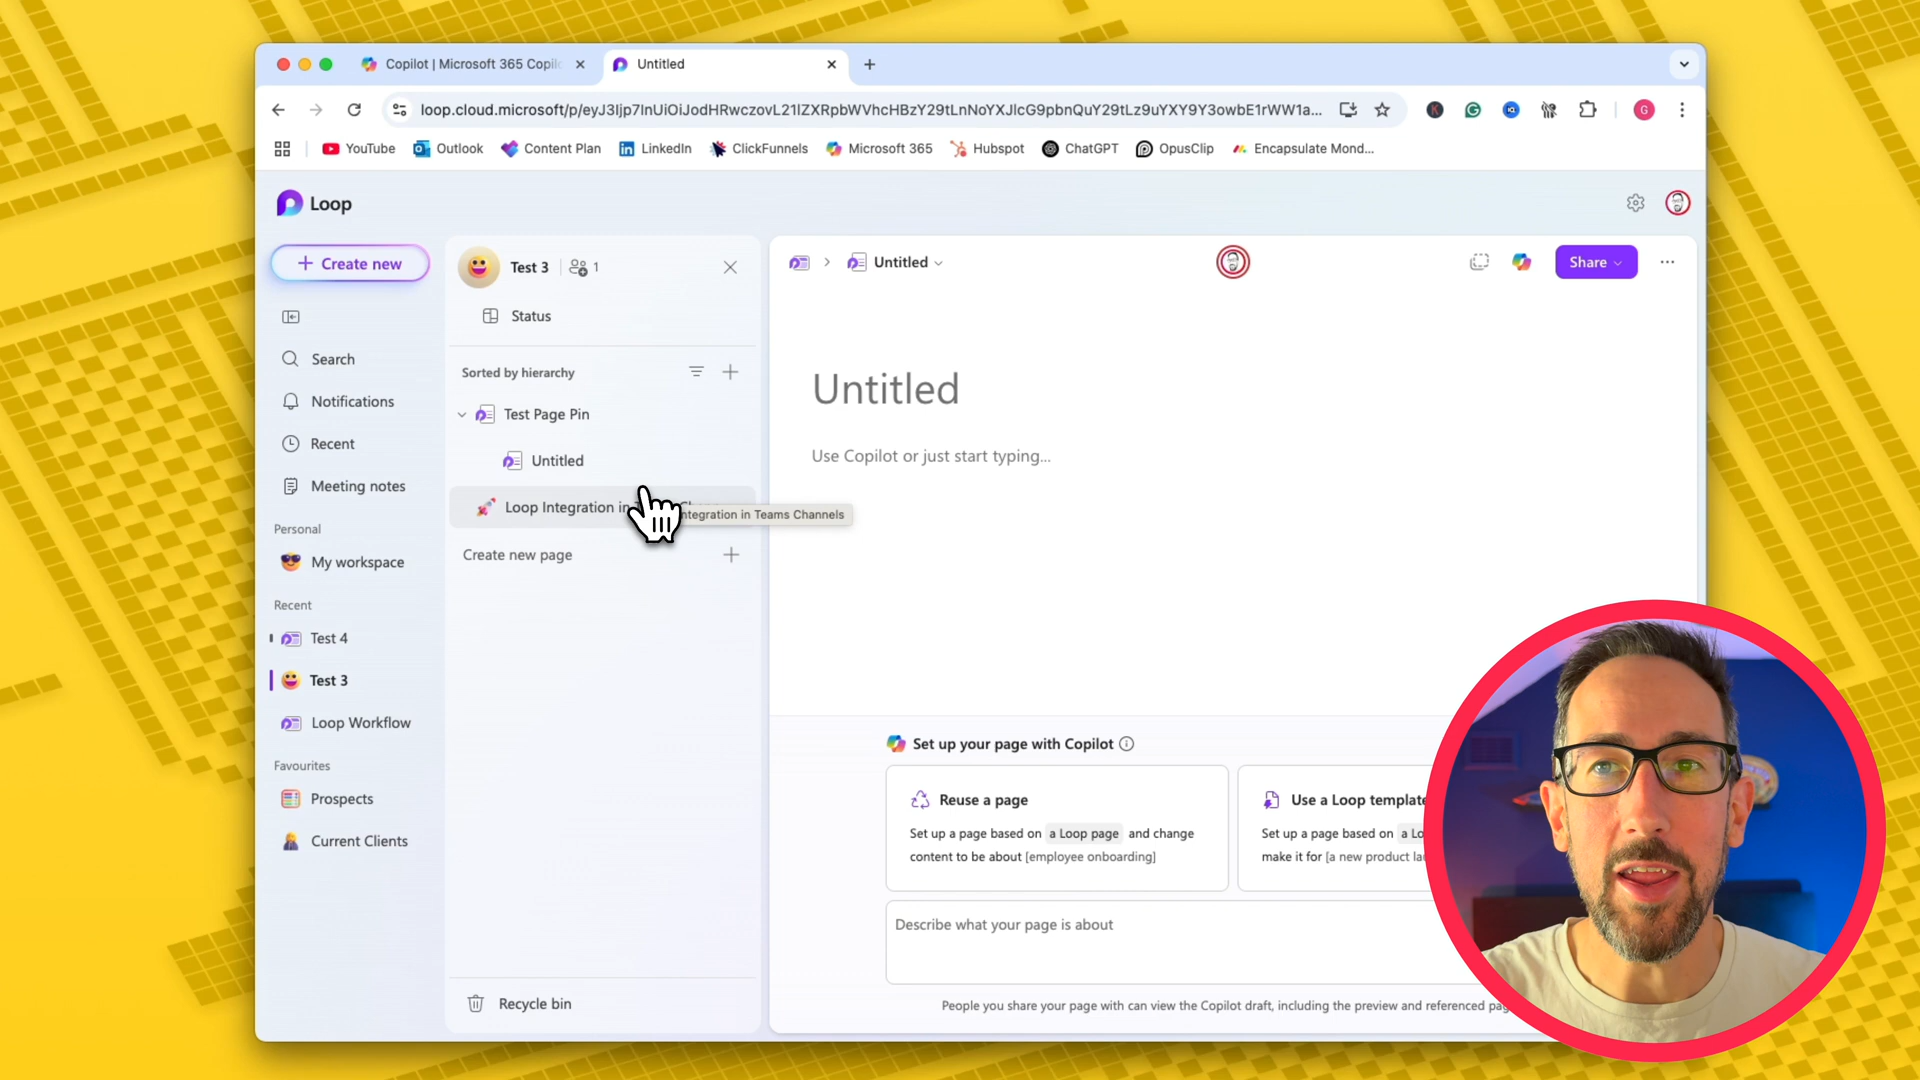 Copilot | Microsoft 365 Copil
Untitled
loop.cloud.microsoft/p/eyJ3Ijp7InUiOiJodHRwczovL21lZXRpbWVhcHBzY29tLnNoYXJlcG9pbnQuY29tLz9uYXY9Y3owbE1rWW1a...
G
YouTube
Outlook
Content Plan
LinkedIn
ClickFunnels
Microsoft 365
Hubspot
ChatGPT
OpusClip
Encapsulate Mond...
Loop
Create new
Search
Notifications
Recent
Meeting notes
Personal
My workspace
Recent
Test 4
Test 3
Loop Workflow
Favourites
Prospects
Current Clients
Test 3
1
Status
Sorted by hierarchy
Test Page Pin
Untitled
Loop Integration in
ntegration in Teams Channels
Create new page
Recycle bin
Untitled
Share
Untitled
Use Copilot or just start typing...
Set up your page with Copilot
Reuse a page
Set up a page based on a Loop page and change
content to be about [employee onboarding]
Use a Loop template
Set up a page based on a Lo
make it for [a new product lau
Describe what your page is about
People you share your page with can view the Copilot draft, including the preview and referenced pag